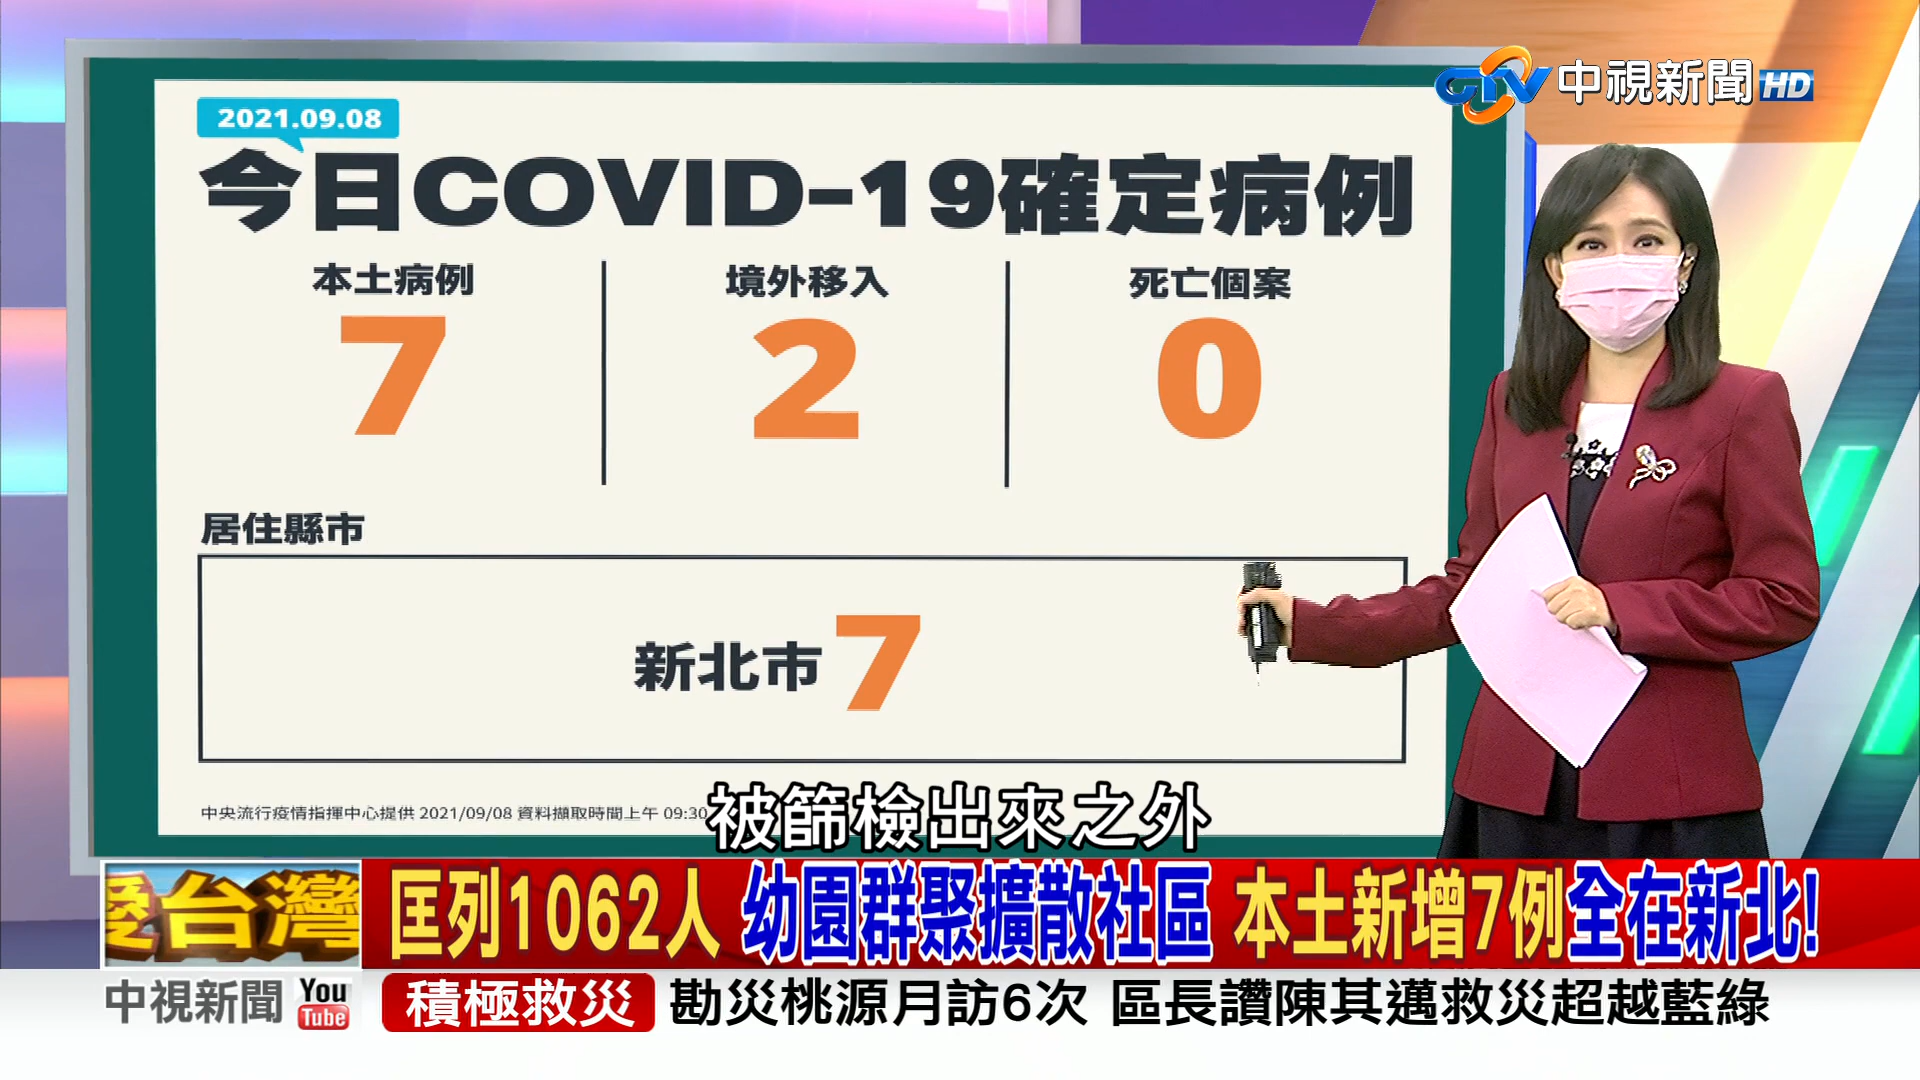 CTV中視新聞HD
2021.09.08
今日COVID-19確定病例
本土病例
境外移入
死亡個案
7
2
0
居住縣市
新北市7
中央流行疫情指揮中心提供 2021/09/08 資料擷取時間上午 09:30
被篩檢出來之外
愛台灣
匡列1062人 幼園群聚擴散社區 本土新增7例全在新北!
中視新聞 YouTube
積極救災 勘災桃源月訪6次 區長讚陳其邁救災超越藍綠